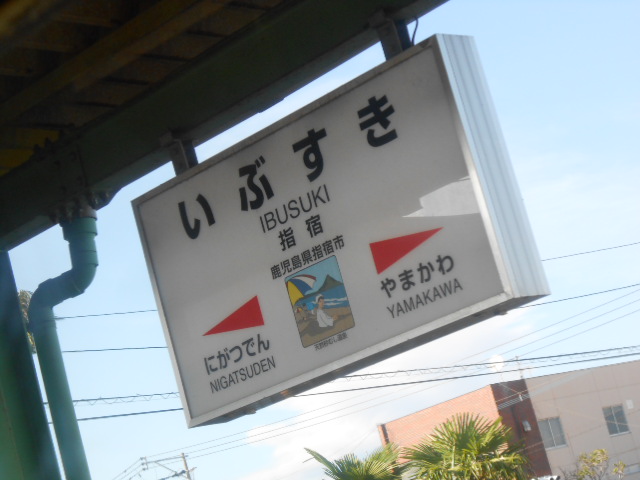 いぶすき
IBUSUKI
指宿
鹿児島県指宿市
にがつでん
NIGATSUDEN
やまかわ
YAMAKAWA